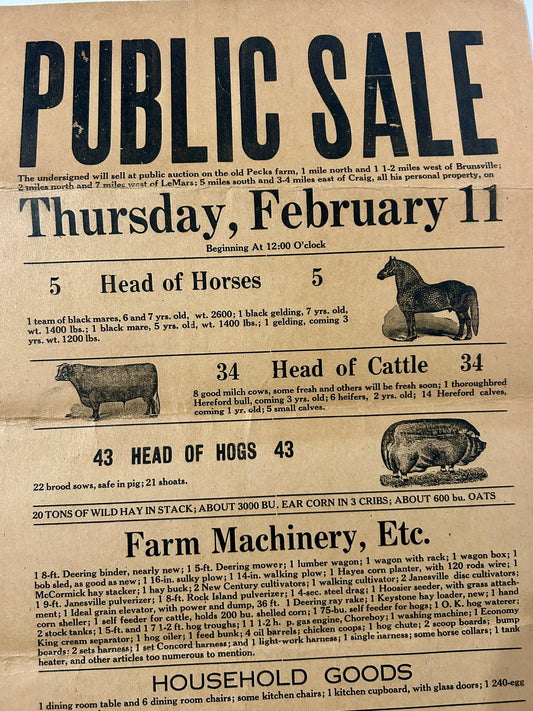 PUBLIC SALE
The undersigned will sell at public auction on the old Pecks farm, 1 mile north and 1 1-2 miles west of Brunsville;
2 miles north and 7 miles west of LeMars; 5 miles south and 3-4 miles east of Craig, all his personal property, on
Thursday, February 11
Beginning At 12:00 O'clock
5 Head of Horses 5
1 team of black mares, 6 and 7 yrs. old, wt. 2600; 1 black gelding, 7 yrs. old,
wt. 1400 lbs.; 1 black mare, 5 yrs. old, wt. 1400 lbs.; 1 gelding, coming 3
yrs. wt. 1200 lbs.
34 Head of Cattle 34
8 good milch cows, some fresh and others will be fresh soon; 1 thoroughbred
Hereford bull, coming 3 yrs. old; 6 heifers, 2 yrs. old; 14 Hereford calves,
coming 1 yr. old; 5 small calves.
43 HEAD OF HOGS 43
22 brood sows, safe in pig; 21 shoats.
20 TONS OF WILD HAY IN STACK; ABOUT 3000 BU. EAR CORN IN 3 CRIBS; ABOUT 600 bu. OATS
Farm Machinery, Etc.
1 8-ft. Deering binder, nearly new; 1 5-ft. Deering mower; 1 lumber wagon; 1 wagon with rack; 1 wagon box; 1
bob sled, as good as new; 1 16-in. sulky plow; 1 14-in. walking plow; 1 Hayes corn planter, with 120 rods wire; 1
McCormick hay stacker; 1 hay buck; 2 New Century cultivators; 1 walking cultivator; 2 Janesville disc cultivators;
1 9-ft. Janesville pulverizer; 1 8-ft. Rock Island pulverizer; 1 4-sec. steel drag; 1 Hoosier seeder, with grass attach-
ment; 1 Ideal grain elevator, with power and dump, 36 ft. 1 Deering ray rake; 1 Keystone hay loader, new; 1 hand
corn sheller; 1 self feeder for cattle, holds 200 bu. shelled corn; 1 75-bu. self feeder for hogs; 1 O. K. hog waterer;
2 stock tanks; 1 5-ft. and 1 7 1-2 ft. hog troughs; 1 1 1-2 h. p. gas engine, Choreboy; 1 washing machine; 1 Economy
King cream separator; 1 hog oiler; 1 feed bunk; 4 oil barrels; chicken coops; 1 hog chute; 2 scoop boards; bump
boards: 2 sets harness; 1 set Concord harness; and 1 light-work harness; 1 single harness; some horse collars; 1 tank
heater, and other articles too numerous to mention.
HOUSEHOLD GOODS
1 dining room table and 6 dining room chairs; some kitchen chairs; 1 kitchen cupboard, with glass doors; 1 240-egg